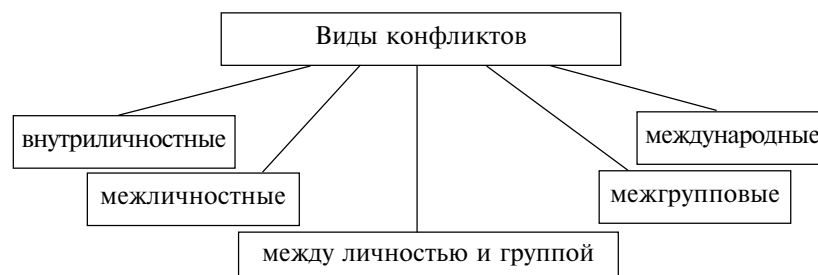 Виды конфликтов
внутриличностные
межличностные
между личностью и группой
межгрупповые
международные